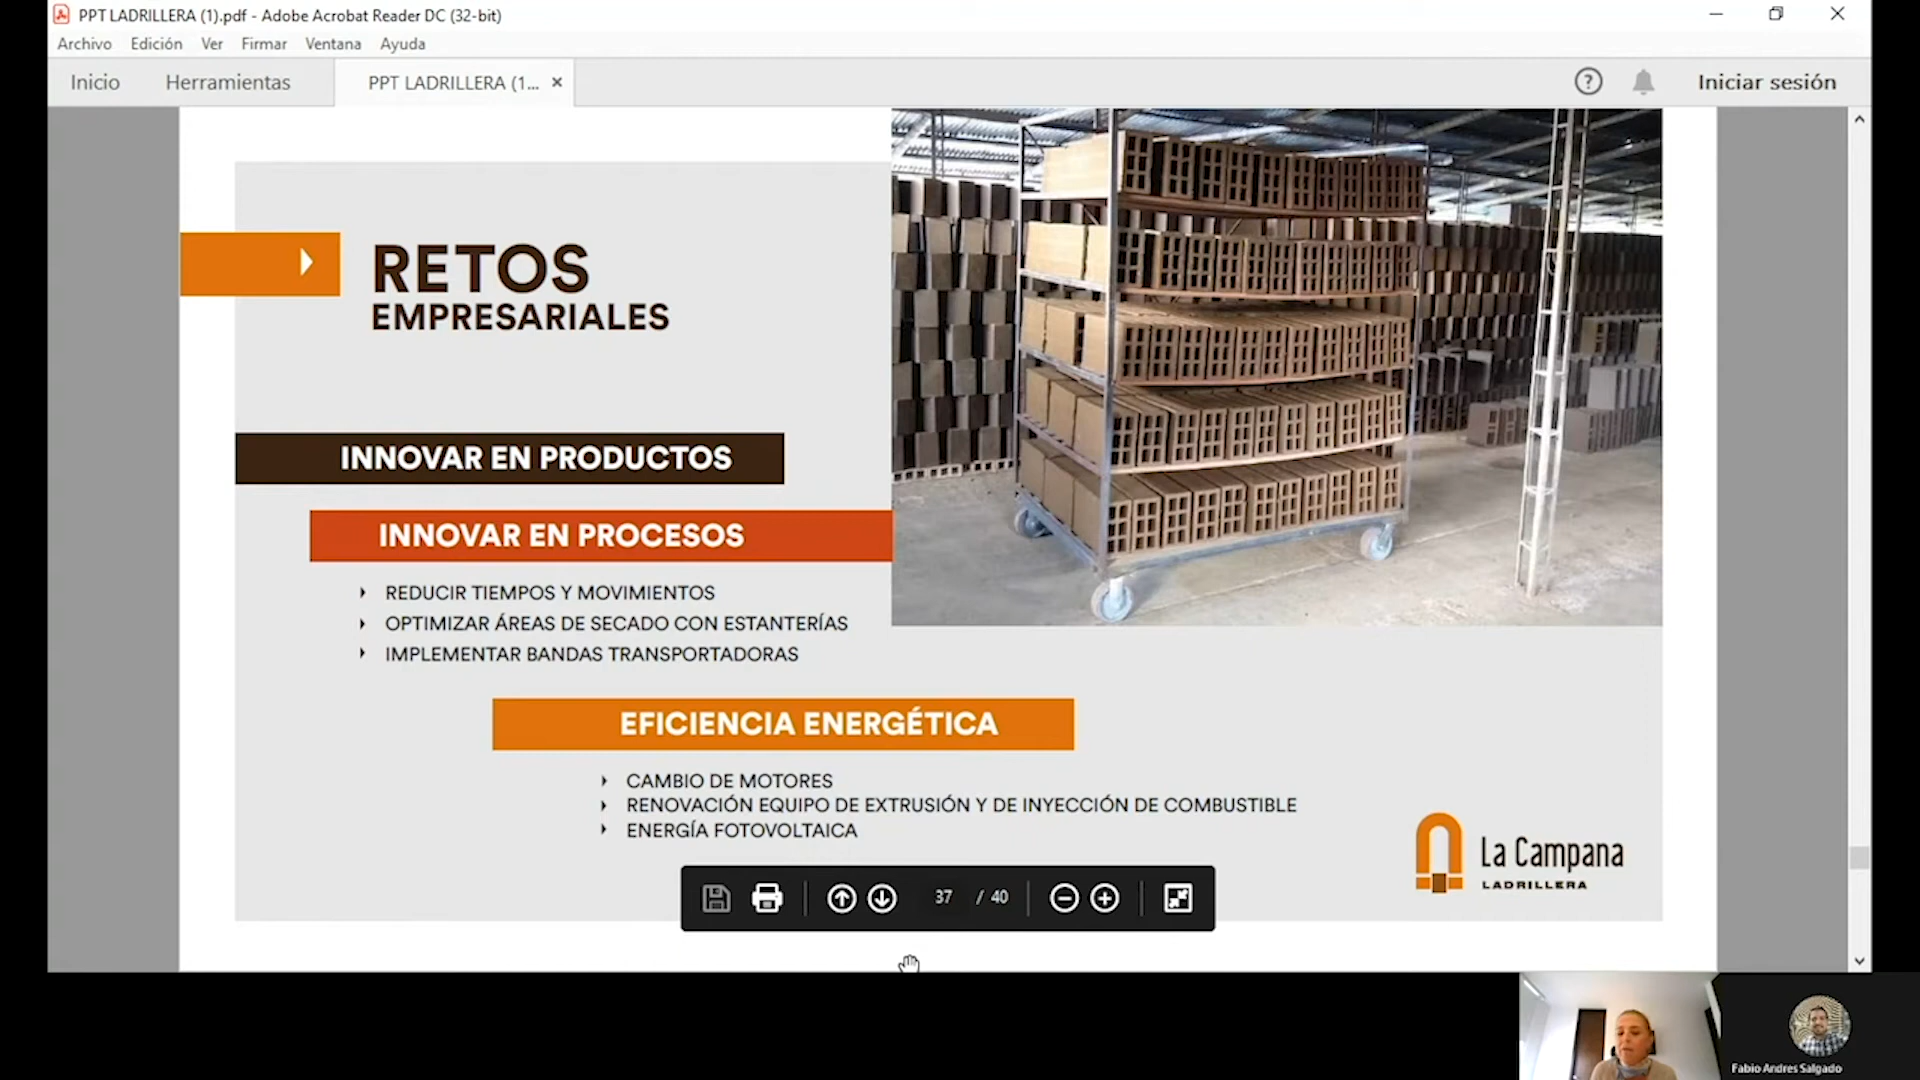 PPT LADRILLERA (1).pdf - Adobe Acrobat Reader DC (32-bit)
Archivo Edición Ver Firmar Ventana Ayuda
Inicio Herramientas PPT LADRILLERA (1... Iniciar sesión
RETOS
EMPRESARIALES
INNOVAR EN PRODUCTOS
INNOVAR EN PROCESOS
REDUCIR TIEMPOS Y MOVIMIENTOS
OPTIMIZAR ÁREAS DE SECADO CON ESTANTERÍAS
IMPLEMENTAR BANDAS TRANSPORTADORAS
EFICIENCIA ENERGÉTICA
CAMBIO DE MOTORES
RENOVACIÓN EQUIPO DE EXTRUSIÓN Y DE INYECCIÓN DE COMBUSTIBLE
ENERGÍA FOTOVOLTAICA
La Campana
LADRILLERA
37 / 40
Fabio Andres Salgado